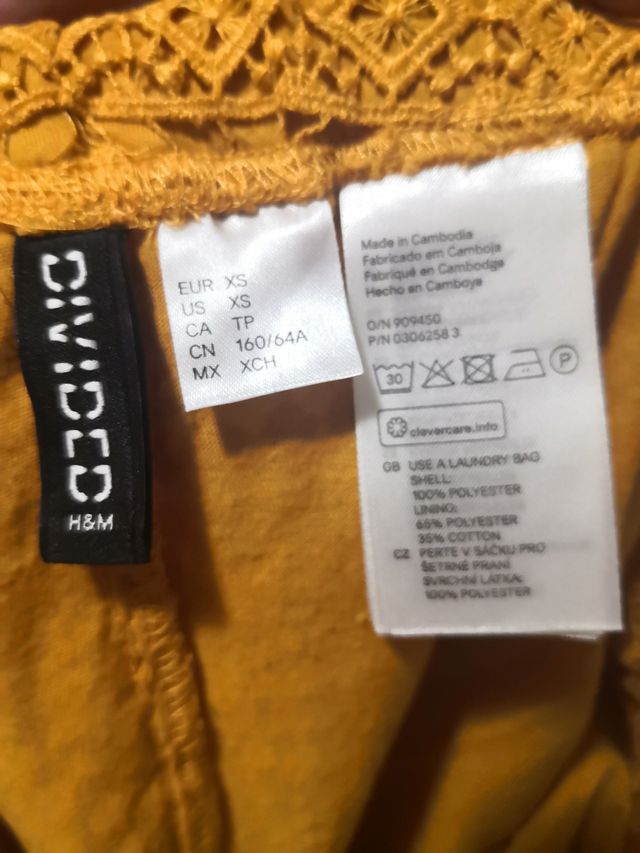 DIVIDED
H&M
EUR XS
US XS
CA TP
CN 160/64A
MX XCH
Made in Cambodia
Fabricado em Camboja
Fabriqué en Cambodge
Hecho en Camboya
O/N 909450
P/N 0306258 3
30
P
clevercare.info
GB USE A LAUNDRY BAG
SHELL:
100% POLYESTER
LINING:
65% POLYESTER
35% COTTON
CZ PERTE V SÁČKU PRO
ŠETRNÉ PRANÍ
SVRCHNÍ LÁTKA:
100% POLYESTER